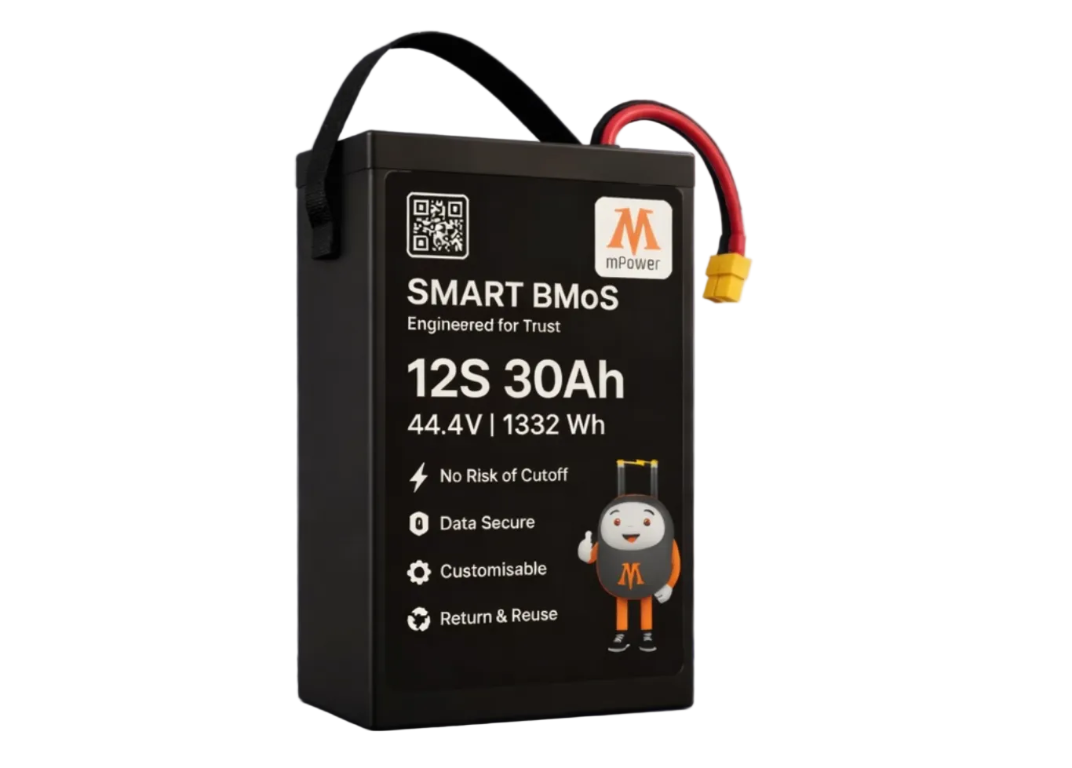 M
mPower
SMART BMoS
Engineered for Trust
12S 30Ah
44.4V | 1332 Wh
No Risk of Cutoff
Data Secure
Customisable
Return & Reuse
M